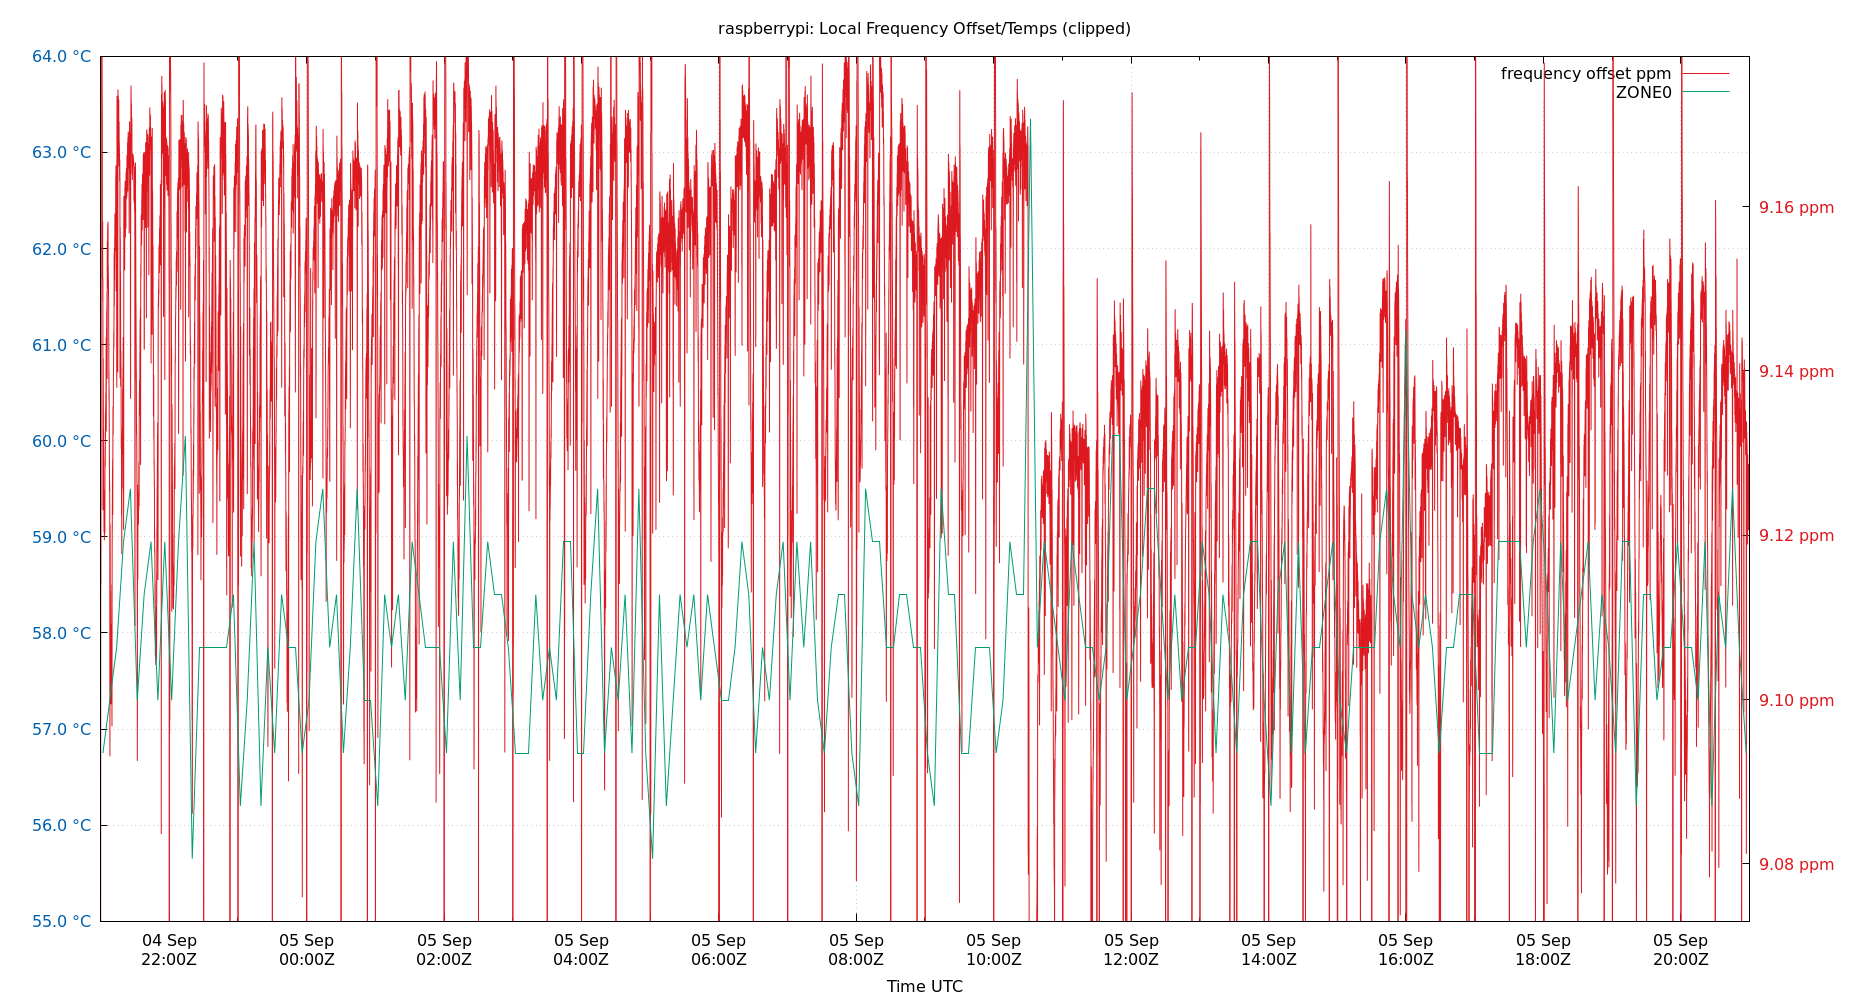 raspberrypi: Local Frequency Offset/Temps (clipped)
64.0 °C
63.0 °C
62.0 °C
61.0 °C
60.0 °C
59.0 °C
58.0 °C
57.0 °C
56.0 °C
55.0 °C
frequency offset ppm
ZONE0
9.16 ppm
9.14 ppm
9.12 ppm
9.10 ppm
9.08 ppm
04 Sep
22:00Z
05 Sep
00:00Z
05 Sep
02:00Z
05 Sep
04:00Z
05 Sep
06:00Z
05 Sep
08:00Z
05 Sep
10:00Z
05 Sep
12:00Z
05 Sep
14:00Z
05 Sep
16:00Z
05 Sep
18:00Z
05 Sep
20:00Z
Time UTC